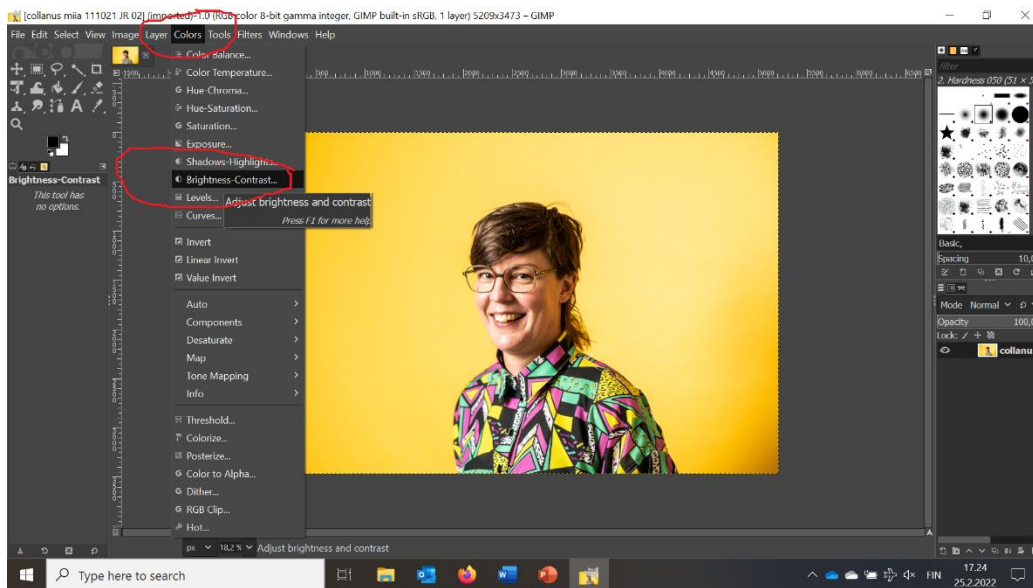 [collanus miia 111021 JR 02] (imported)-1.0 (RGB color 8-bit gamma integer, GIMP built-in sRGB, 1 layer) 5209x3473 – GIMP
File Edit Select View Image Layer Colors Tools Filters Windows Help
Color Balance...
Color Temperature...
Hue-Chroma...
Hue-Saturation...
Saturation...
Exposure...
Shadows-Highlights...
Brightness-Contrast...
Levels...
Curves...
Adjust brightness and contrast
Press F1 for more help
Invert
Linear Invert
Value Invert
Auto
Components
Desaturate
Map
Tone Mapping
Info
Threshold...
Colorize...
Posterize...
Color to Alpha...
Dither...
RGB Clip...
Hot...
Brightness-Contrast
This tool has
no options.
filter
2. Hardness 050 (51 × 5
Basic,
Spacing 10,0
Mode Normal
Opacity 100,0
Lock:
collanu
px 18,2 % Adjust brightness and contrast
Type here to search
FIN
17.24
25.2.2022